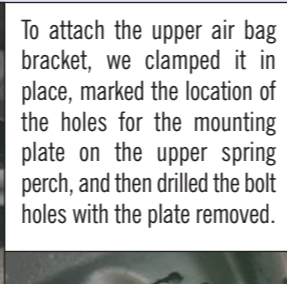 To attach the upper air bag
bracket, we clamped it in
place, marked the location of
the holes for the mounting
plate on the upper spring
perch, and then drilled the bolt
holes with the plate removed.